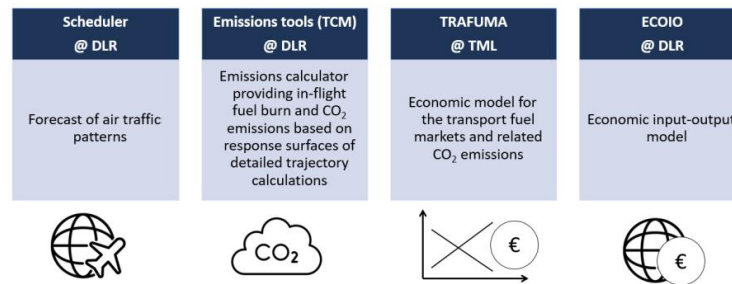 Scheduler
@ DLR
Forecast of air traffic
patterns
Emissions tools (TCM)
@ DLR
Emissions calculator
providing in-flight
fuel burn and CO₂
emissions based on
response surfaces of
detailed trajectory
calculations
TRAFUMA
@ TML
Economic model for
the transport fuel
markets and related
CO₂ emissions
ECOIO
@ DLR
Economic input-output
model
CO₂
€
€